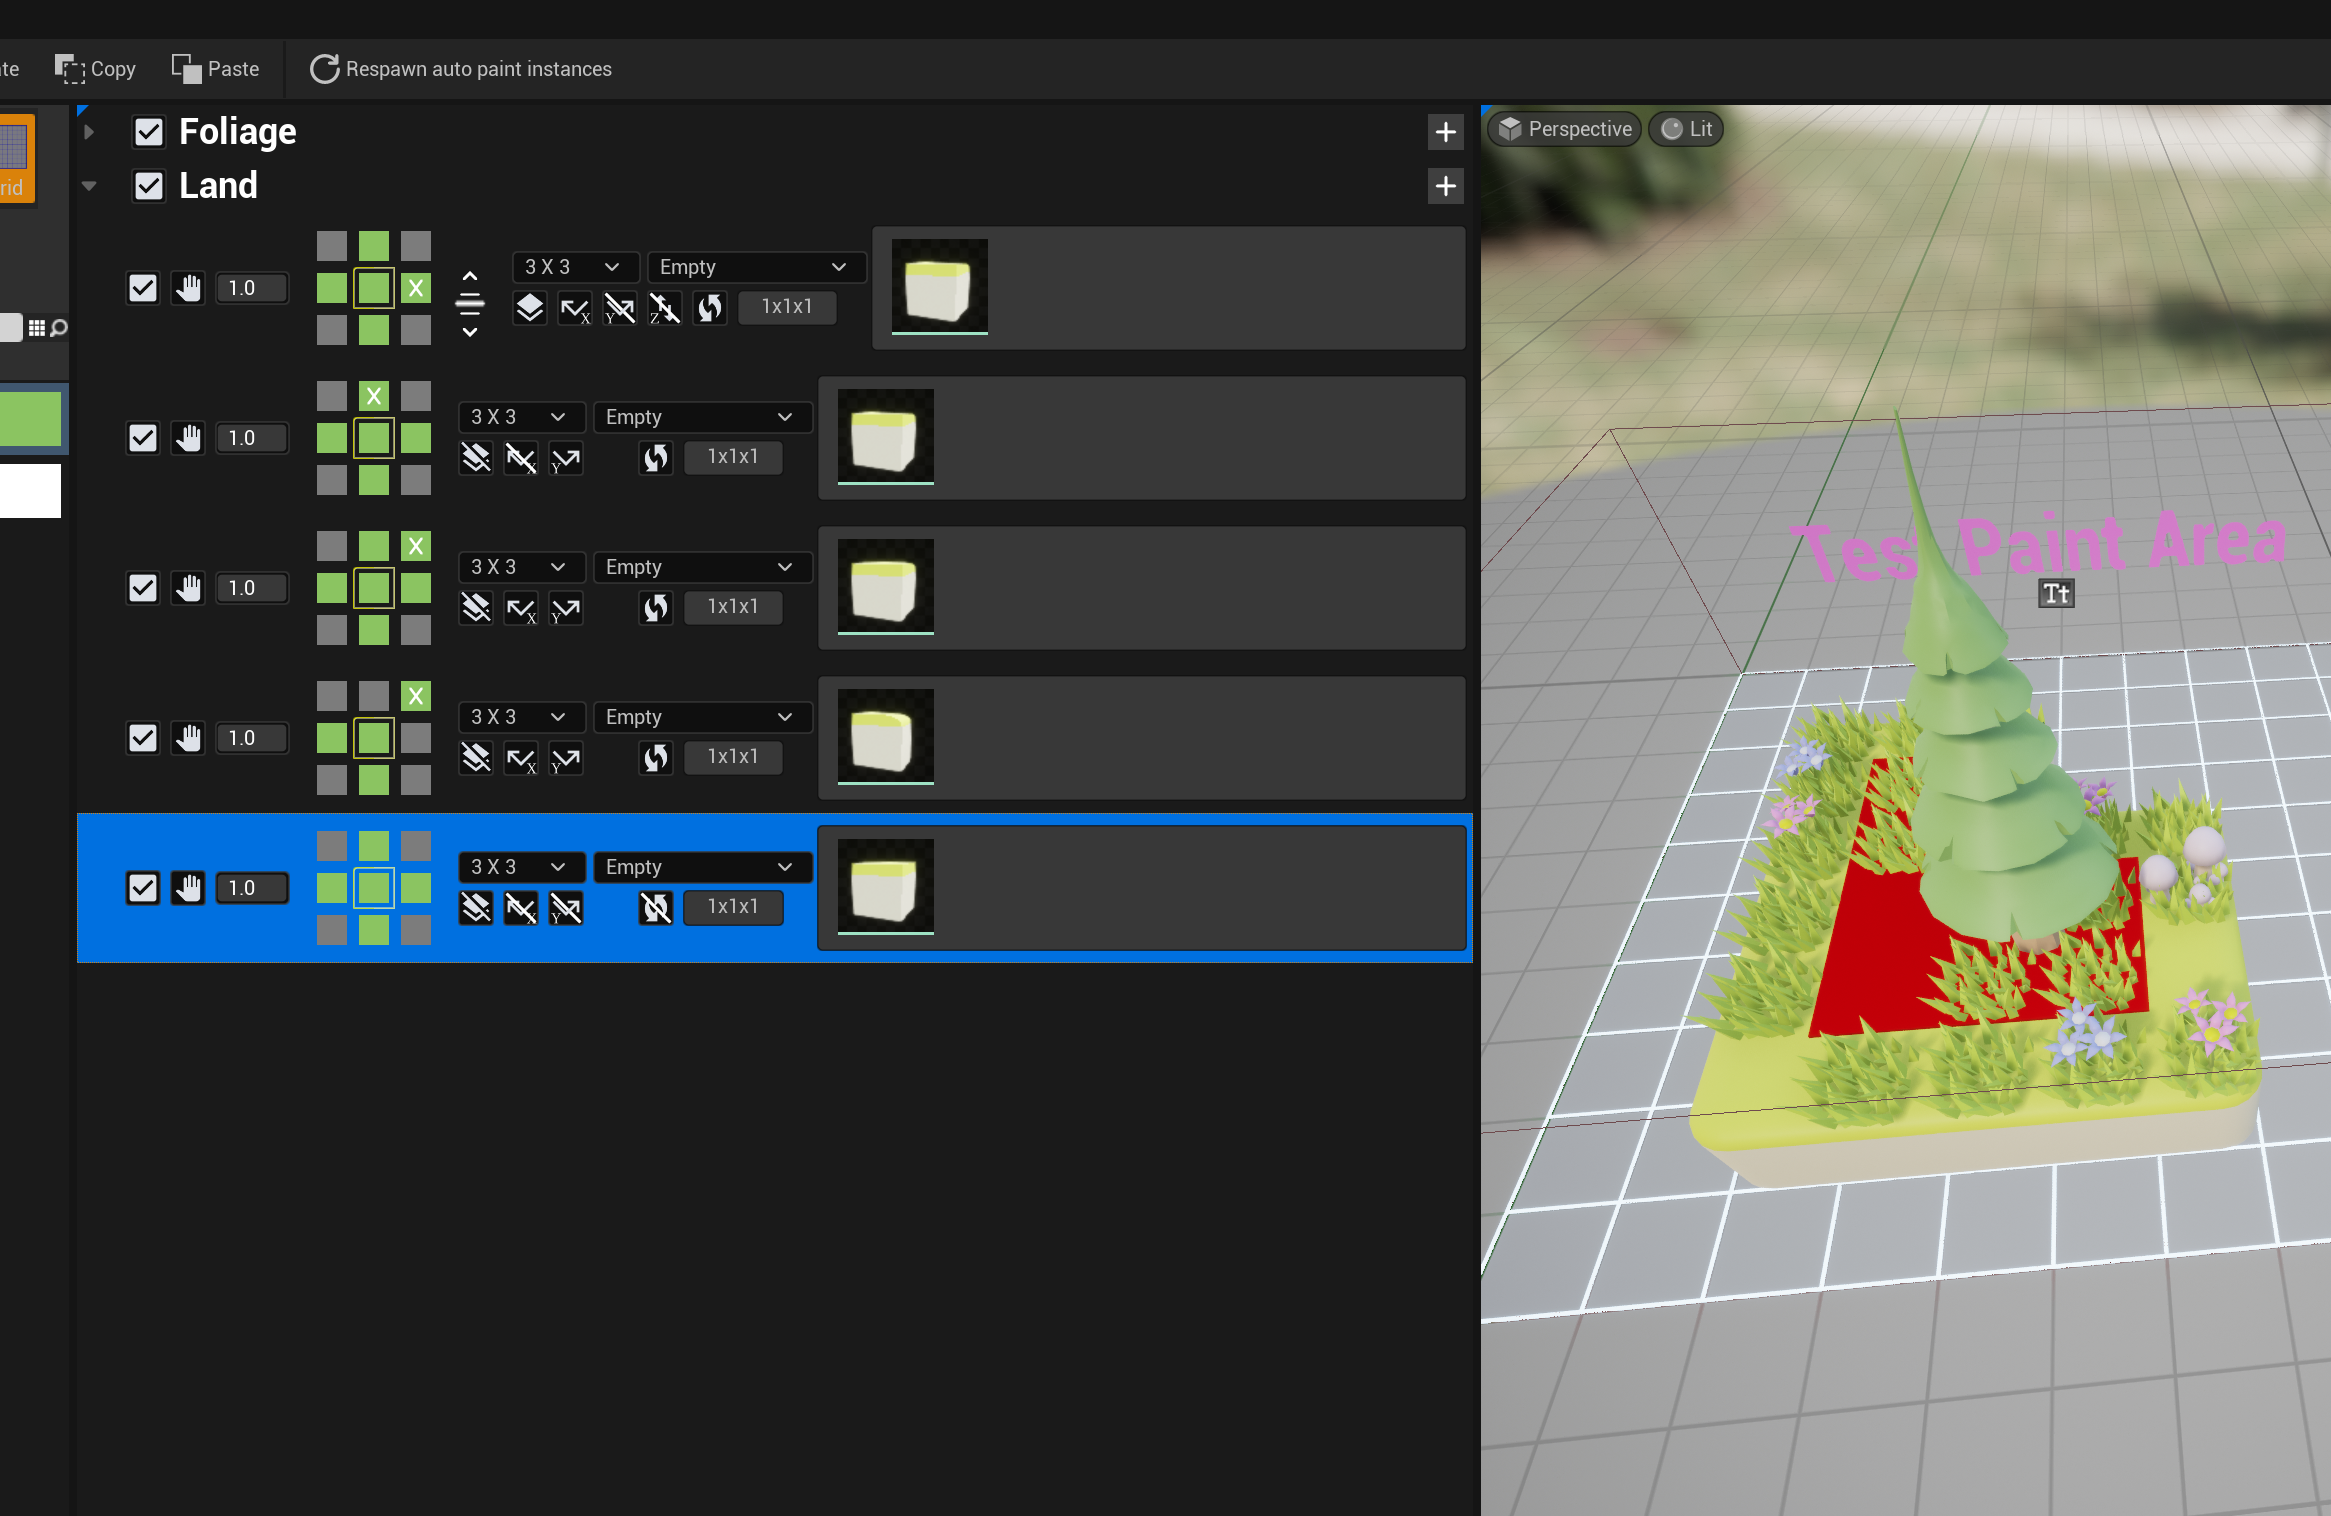 te Copy Paste Respawn auto paint instances
rid
Foliage
Land
1.0 X 3 X 3 Empty
X Y Z 1x1x1
X
1.0 3 X 3 Empty
X Y 1x1x1
X
1.0 3 X 3 Empty
X Y 1x1x1
X
1.0 3 X 3 Empty
X Y 1x1x1
1.0 3 X 3 Empty
X Y 1x1x1
Perspective Lit
Test Paint Area
Tt